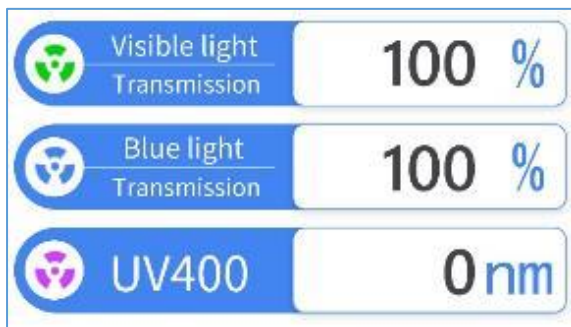 Visible light 100 %
Transmission
Blue light 100 %
Transmission
UV400 0 nm